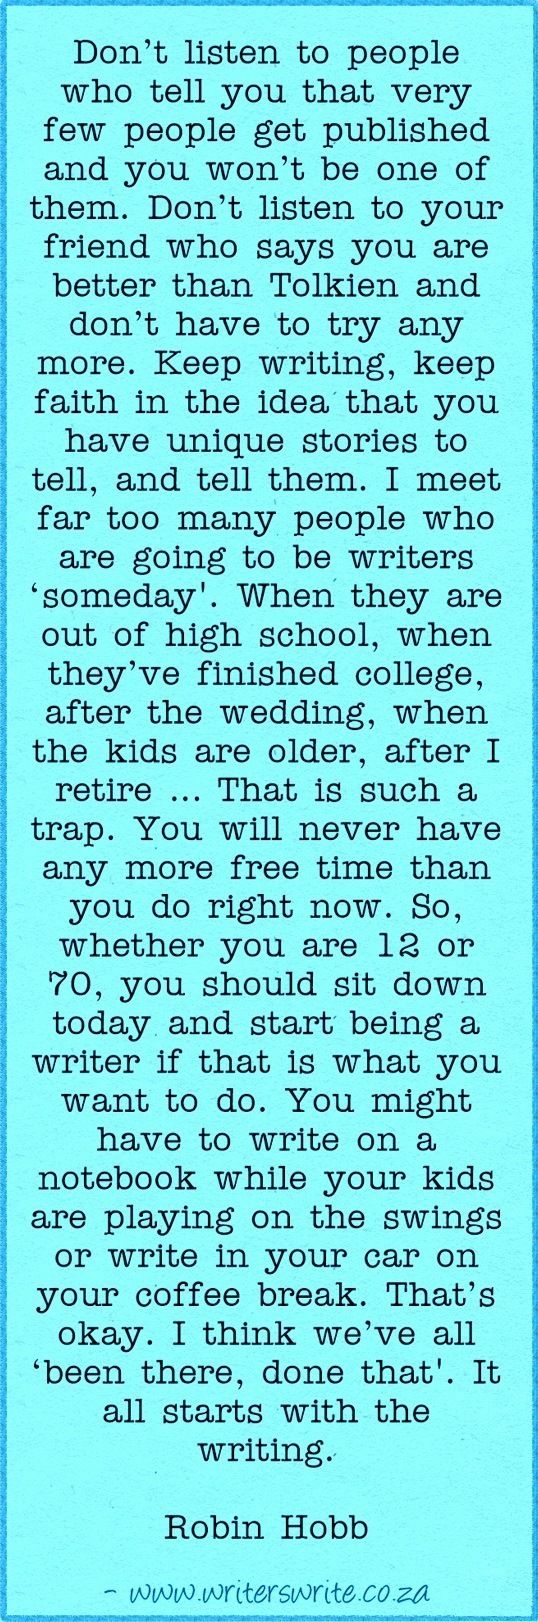 Don’t listen to people
who tell you that very
few people get published
and you won’t be one of
them. Don’t listen to your
friend who says you are
better than Tolkien and
don’t have to try any
more. Keep writing, keep
faith in the idea that you
have unique stories to
tell, and tell them. I meet
far too many people who
are going to be writers
‘someday'. When they are
out of high school, when
they’ve finished college,
after the wedding, when
the kids are older, after I
retire ... That is such a
trap. You will never have
any more free time than
you do right now. So,
whether you are 12 or
70, you should sit down
today and start being a
writer if that is what you
want to do. You might
have to write on a
notebook while your kids
are playing on the swings
or write in your car on
your coffee break. That’s
okay. I think we’ve all
‘been there, done that'. It
all starts with the
writing.
Robin Hobb
- www.writerswrite.co.za